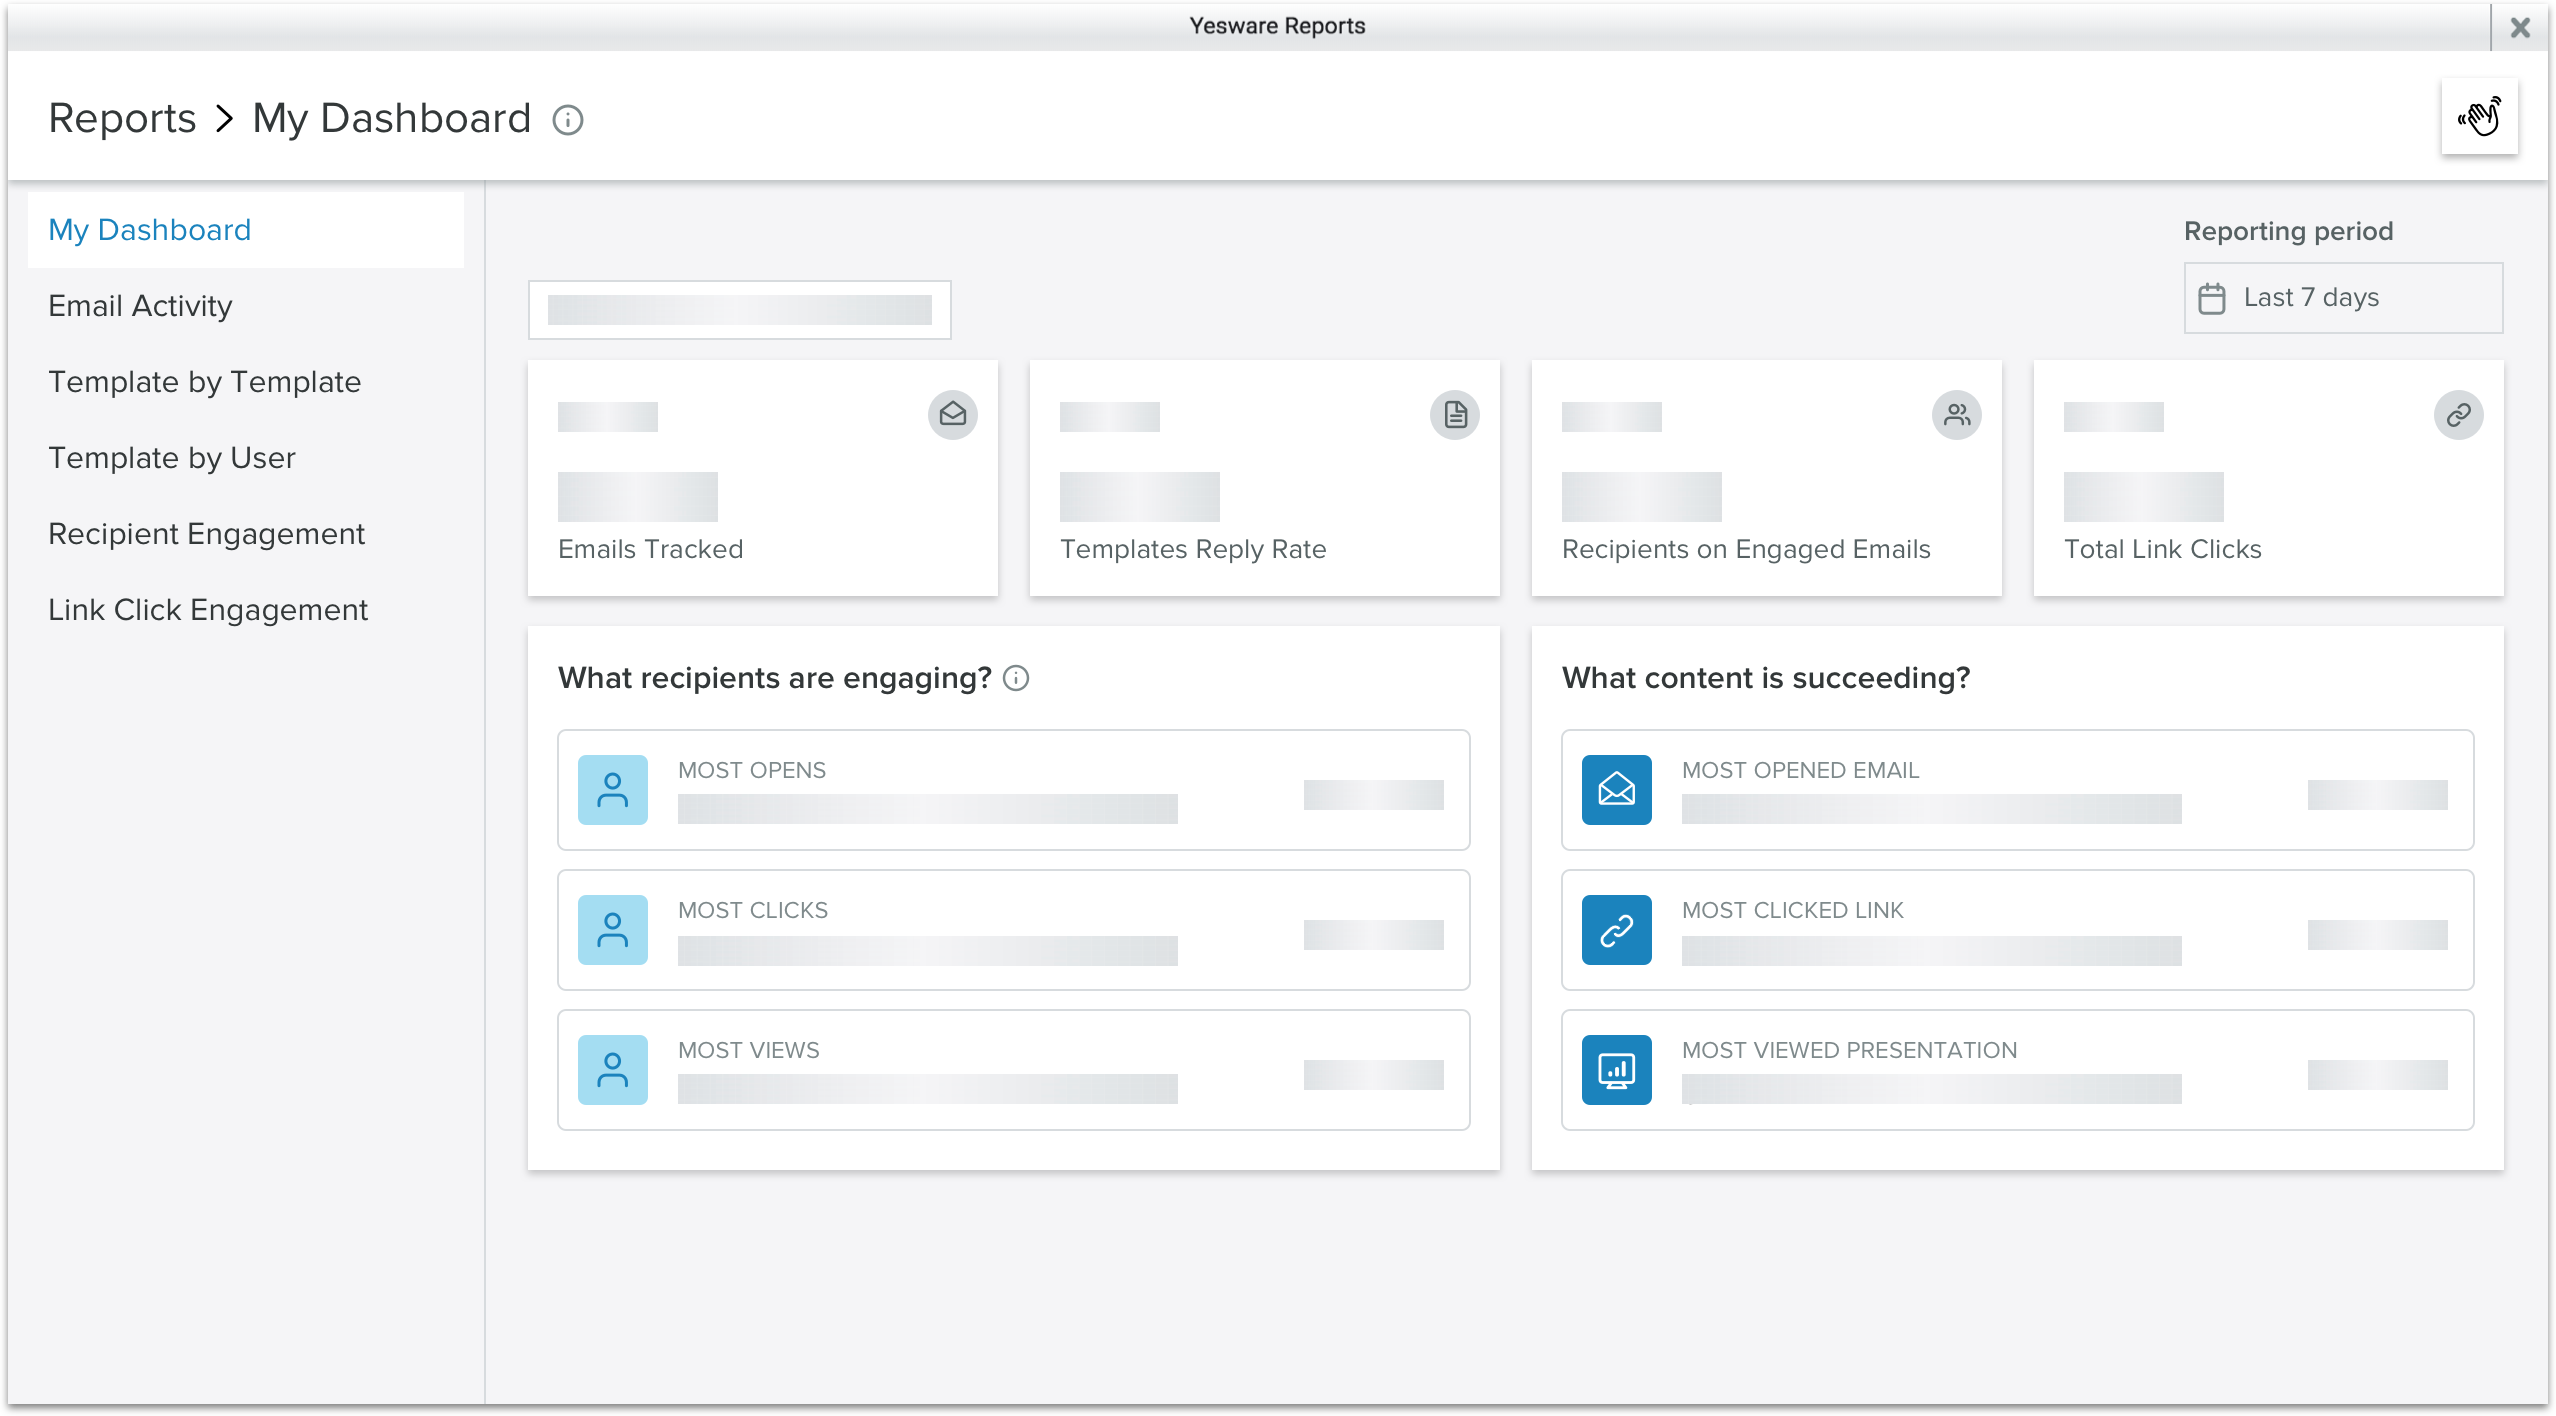 Yesware Reports
Reports > My Dashboard
My Dashboard
Email Activity
Template by Template
Template by User
Recipient Engagement
Link Click Engagement
Reporting period
Last 7 days
Emails Tracked
Templates Reply Rate
Recipients on Engaged Emails
Total Link Clicks
What recipients are engaging?
MOST OPENS
MOST CLICKS
MOST VIEWS
What content is succeeding?
MOST OPENED EMAIL
MOST CLICKED LINK
MOST VIEWED PRESENTATION